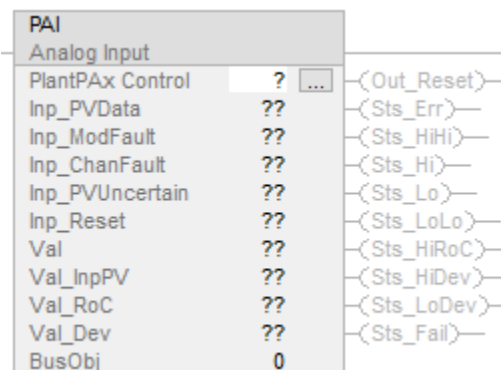 PAI
Analog Input
PlantPAx Control ? ... (Out_Reset)
Inp_PVData ?? (Sts_Err)
Inp_ModFault ?? (Sts_HiHi)
Inp_ChanFault ?? (Sts_Hi)
Inp_PVUncertain ?? (Sts_Lo)
Inp_Reset ?? (Sts_LoLo)
Val ?? (Sts_HiRoC)
Val_InpPV ?? (Sts_HiDev)
Val_RoC ?? (Sts_LoDev)
Val_Dev ?? (Sts_Fail)
BusObj 0